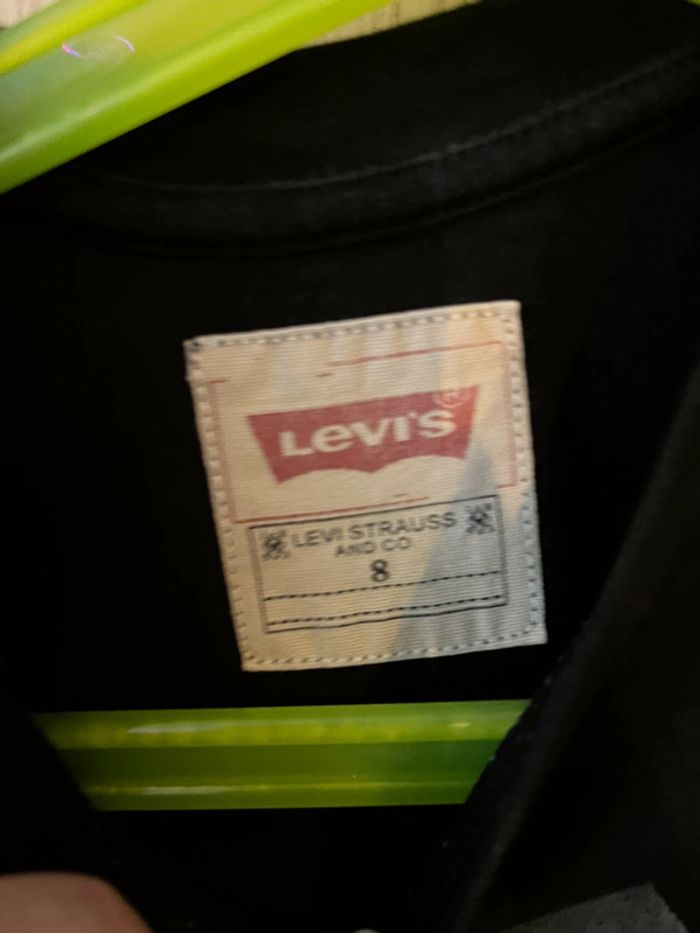 LEVI'S
LEVI STRAUSS
AND CO
8